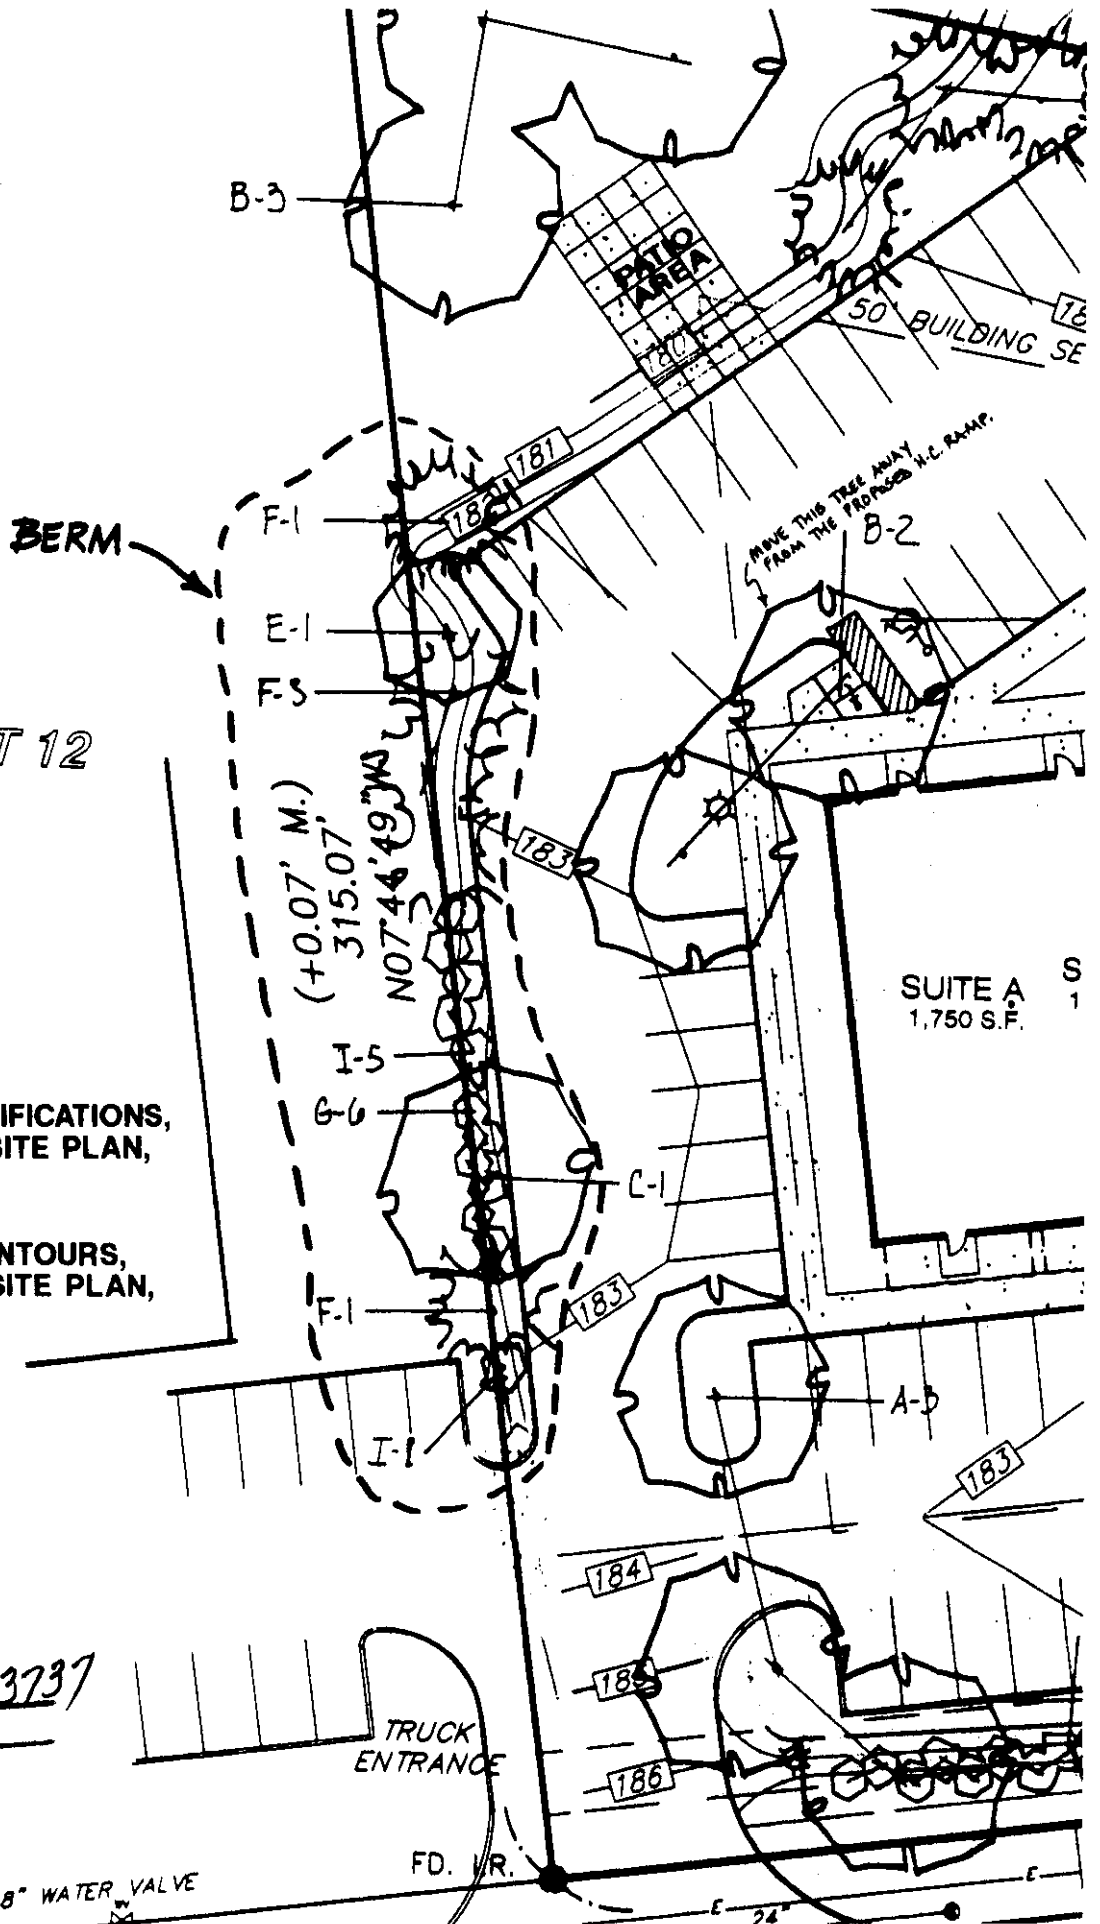 B-3
PATIO
AREA
180
50' BUILDING SE
181
F-1
182
BERM
MOVE THIS TREE AWAY
FROM THE PROPOSED H.C. RAMP.
B-2
E-1
F-3
T 12
(+0.07' M.)
315.07'
N07°44'49"W
183
SUITE A
1,750 S.F.
S
1
I-5
G-6
IFICATIONS,
SITE PLAN,
C-1
NTOURS,
SITE PLAN,
F-1
183
A-3
I-1
183
184
3737
185
TRUCK
ENTRANCE
186
FD. I.R.
8" WATER VALVE
W
E
E
24"